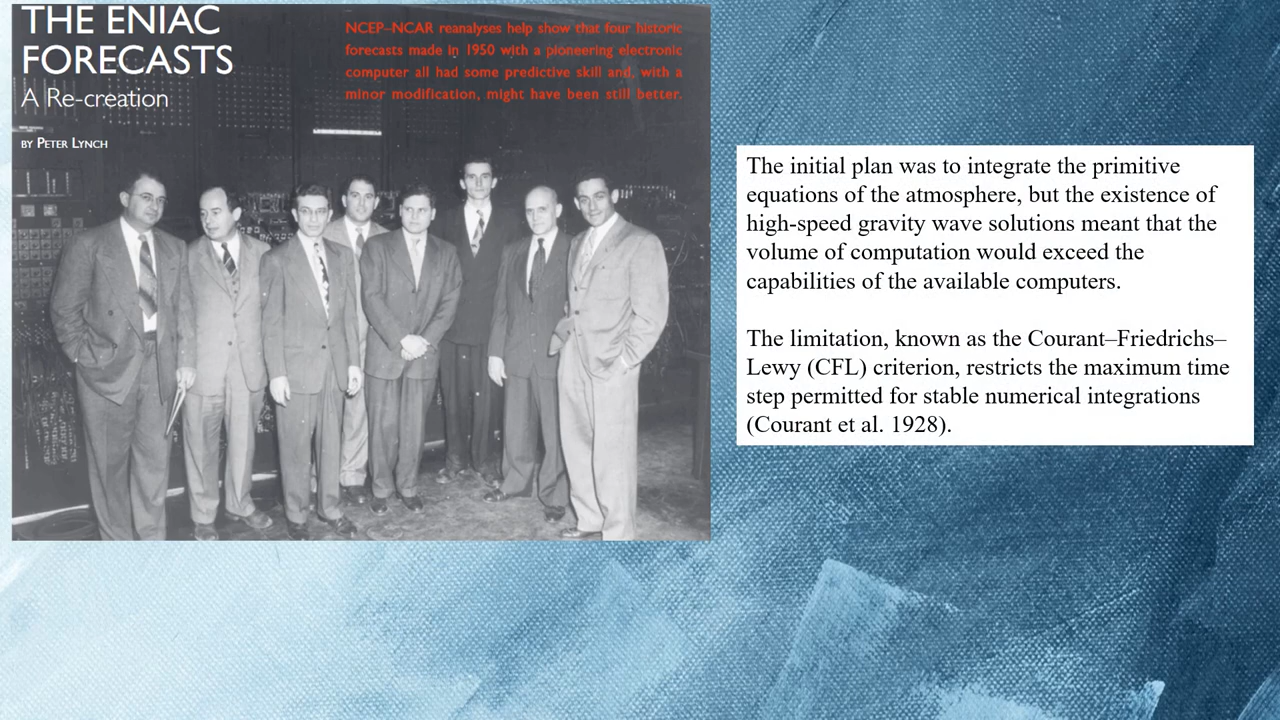 THE ENIAC
FORECASTS
A Re-creation
BY PETER LYNCH
NCEP–NCAR reanalyses help show that four historic
forecasts made in 1950 with a pioneering electronic
computer all had some predictive skill and, with a
minor modification, might have been still better.
The initial plan was to integrate the primitive
equations of the atmosphere, but the existence of
high-speed gravity wave solutions meant that the
volume of computation would exceed the
capabilities of the available computers.
The limitation, known as the Courant–Friedrichs–
Lewy (CFL) criterion, restricts the maximum time
step permitted for stable numerical integrations
(Courant et al. 1928).